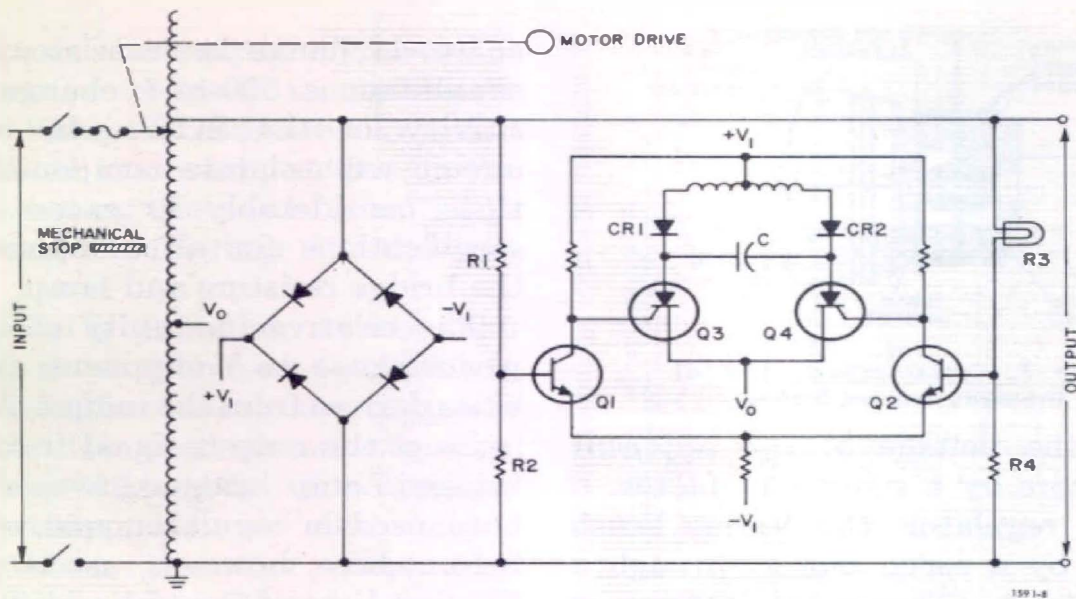 MOTOR DRIVE
+V1
CR1
C
CR2
MECHANICAL
STOP
R1
R3
INPUT
V0
-V1
Q3
Q4
OUTPUT
+V1
Q1
V0
Q2
R2
R4
-V1
1591-8